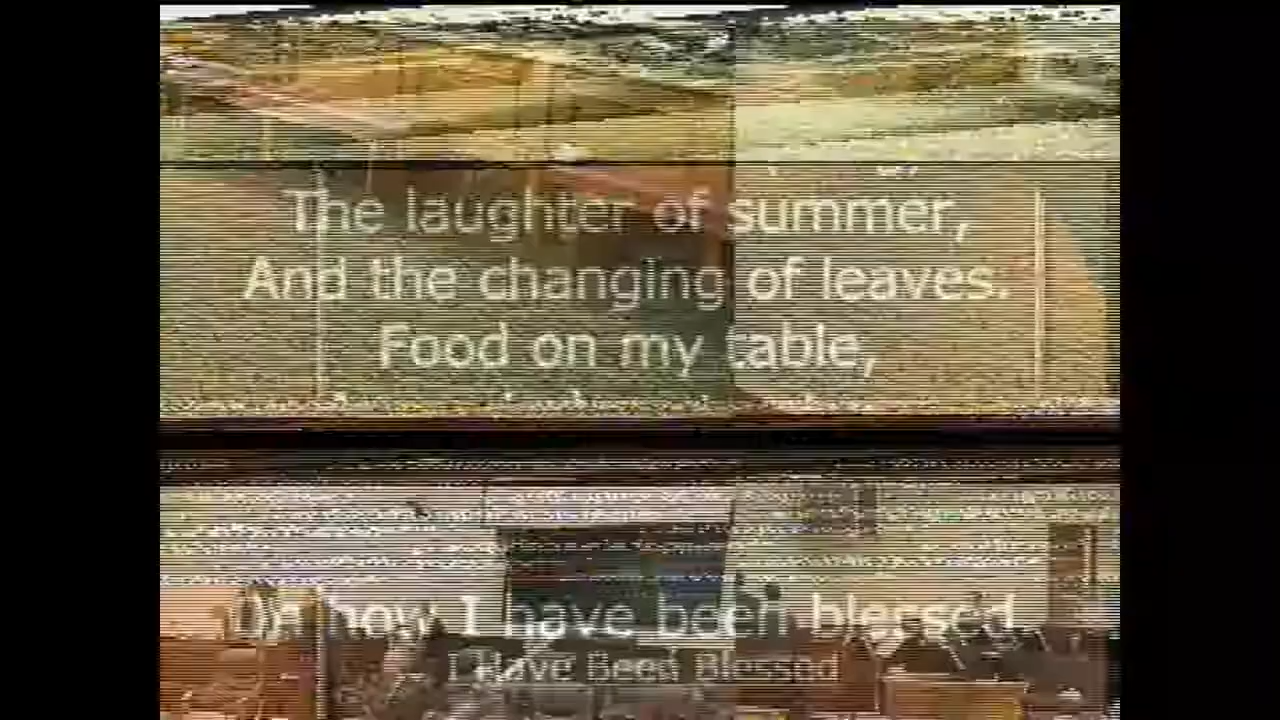 The laughter of summer,
And the changing of leaves.
Food on my table,
Oh how I have been blessed.
I Have Been Blessed